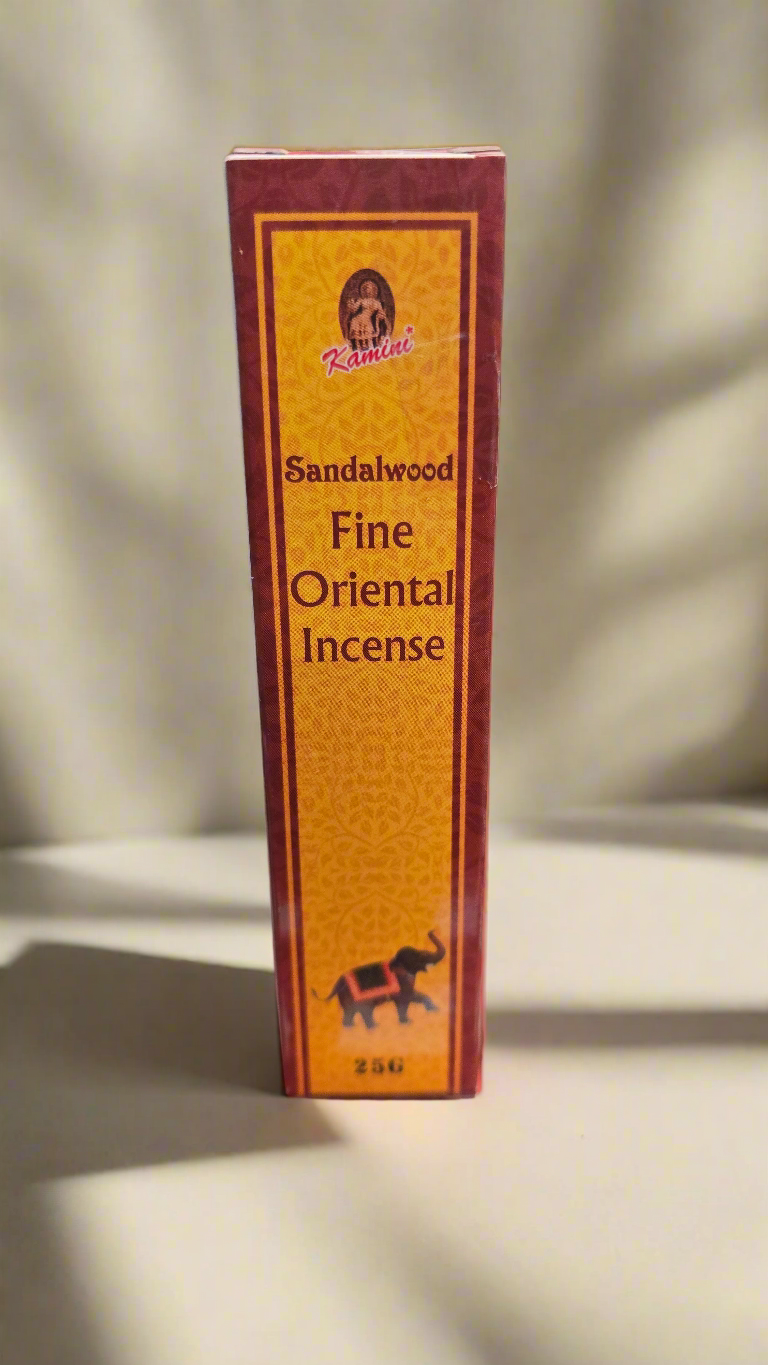 Kamini*
Sandalwood
Fine
Oriental
Incense
25G